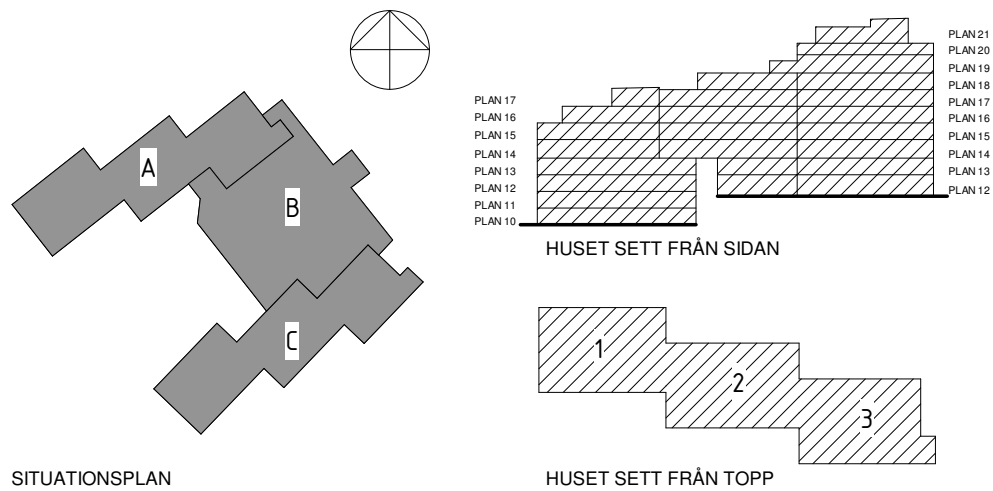 A
B
C
SITUATIONSPLAN
PLAN 17
PLAN 16
PLAN 15
PLAN 14
PLAN 13
PLAN 12
PLAN 11
PLAN 10
PLAN 21
PLAN 20
PLAN 19
PLAN 18
PLAN 17
PLAN 16
PLAN 15
PLAN 14
PLAN 13
PLAN 12
HUSET SETT FRÅN SIDAN
1
2
3
HUSET SETT FRÅN TOPP